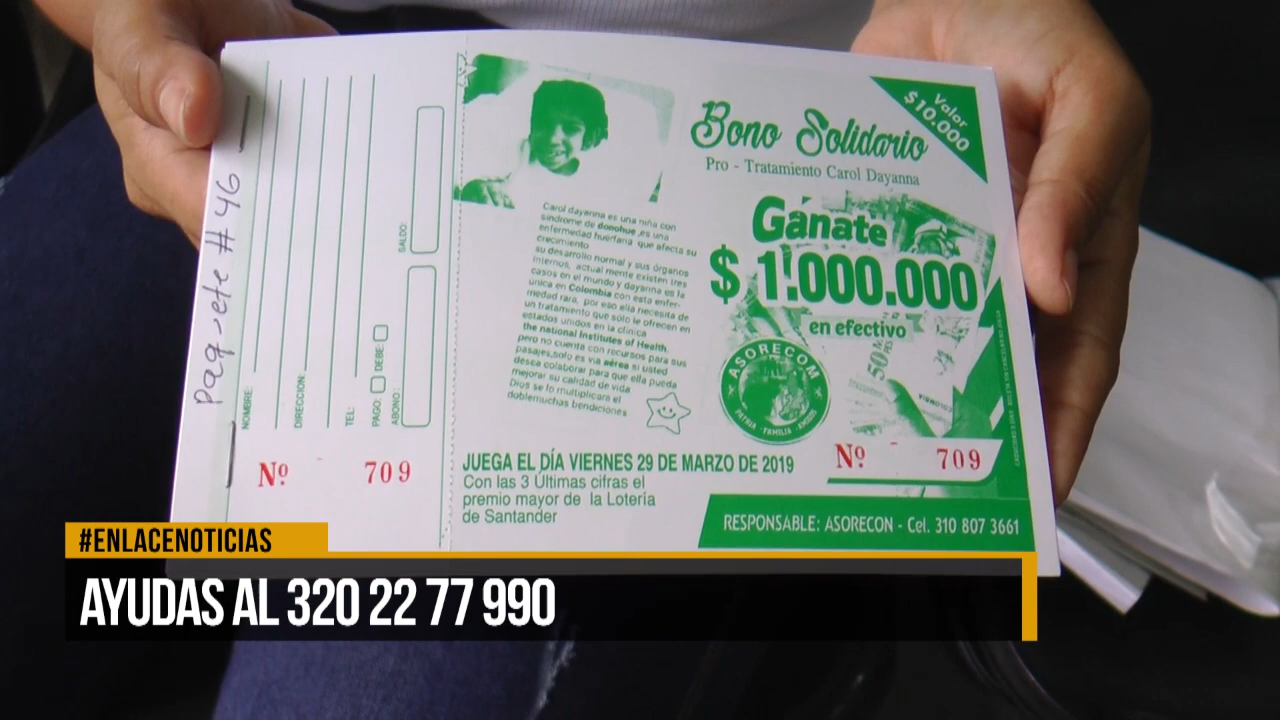 Paquete # 46
NOMBRE:
DIRECCION:
TEL:
PAGO: DEBE:
ABONO: SALDO:
Nº 709
Valor
$10.000
Bono Solidario
Pro - Tratamiento Carol Dayanna
Gánate
$ 1!000.000
en efectivo
Carol dayanna es una niña con
sindrome de donohue ,es una
enfermedad huerfana que afecta su
crecimiento
su desarrollo normal y sus órganos
internos, actual mente existen tres
casos en el mundo y dayanna es la
única en Colombia con esta enfer-
medad rara, por eso ella necesita de
un tratamiento que solo le ofrecen en
estados unidos en la clínica
the national Institutes of Health.
pero no cuenta con recursos para sus
pasajes,solo es via aérea si usted
desea colaborar para que ella pueda
mejorar su calidad de vida
Dios se lo multiplicara el
doblemuchas bendiciones
ASORECOM
PATRIA - FAMILIA
JUEGA EL DÍA VIERNES 29 DE MARZO DE 2019
Con las 3 Últimas cifras el
premio mayor de la Lotería
de Santander
Nº 709
RESPONSABLE: ASORECON - Cel. 310 807 3661
#ENLACENOTICIAS
AYUDAS AL 320 22 77 990